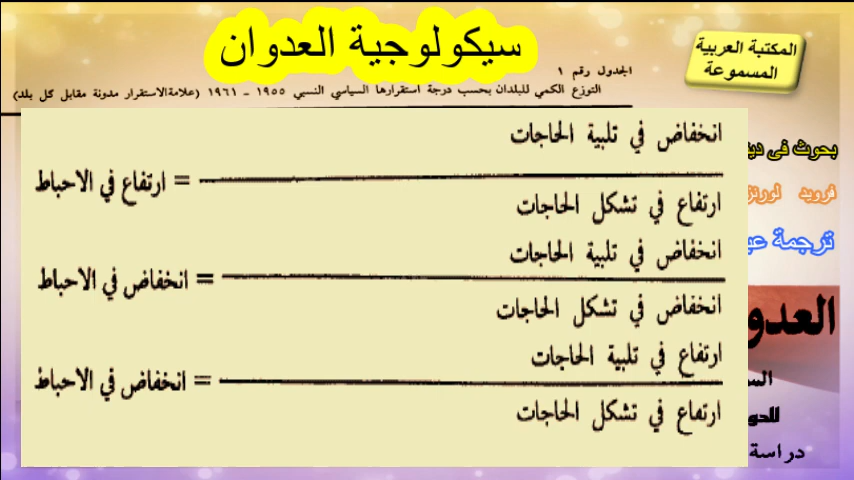 سيكولوجية العدوان
المكتبة العربية
المسموعة
الجدول رقم ١
التوزع الكمي للبلدان بحسب درجة استقرارها السياسي النسبي ١٩٥٥ - ١٩٦١ (علامة الاستقرار مدونة مقابل كل بلد)
انخفاض في تلبية الحاجات
= ارتفاع في الاحباط
ارتفاع في تشكل الحاجات
انخفاض في تلبية الحاجات
= انخفاض في الاحباط
انخفاض في تشكل الحاجات
ارتفاع في تلبية الحاجات
= انخفاض في الاحباط
ارتفاع في تشكل الحاجات
بحوث في
فرويد لورنز
ترجمة
دراسة